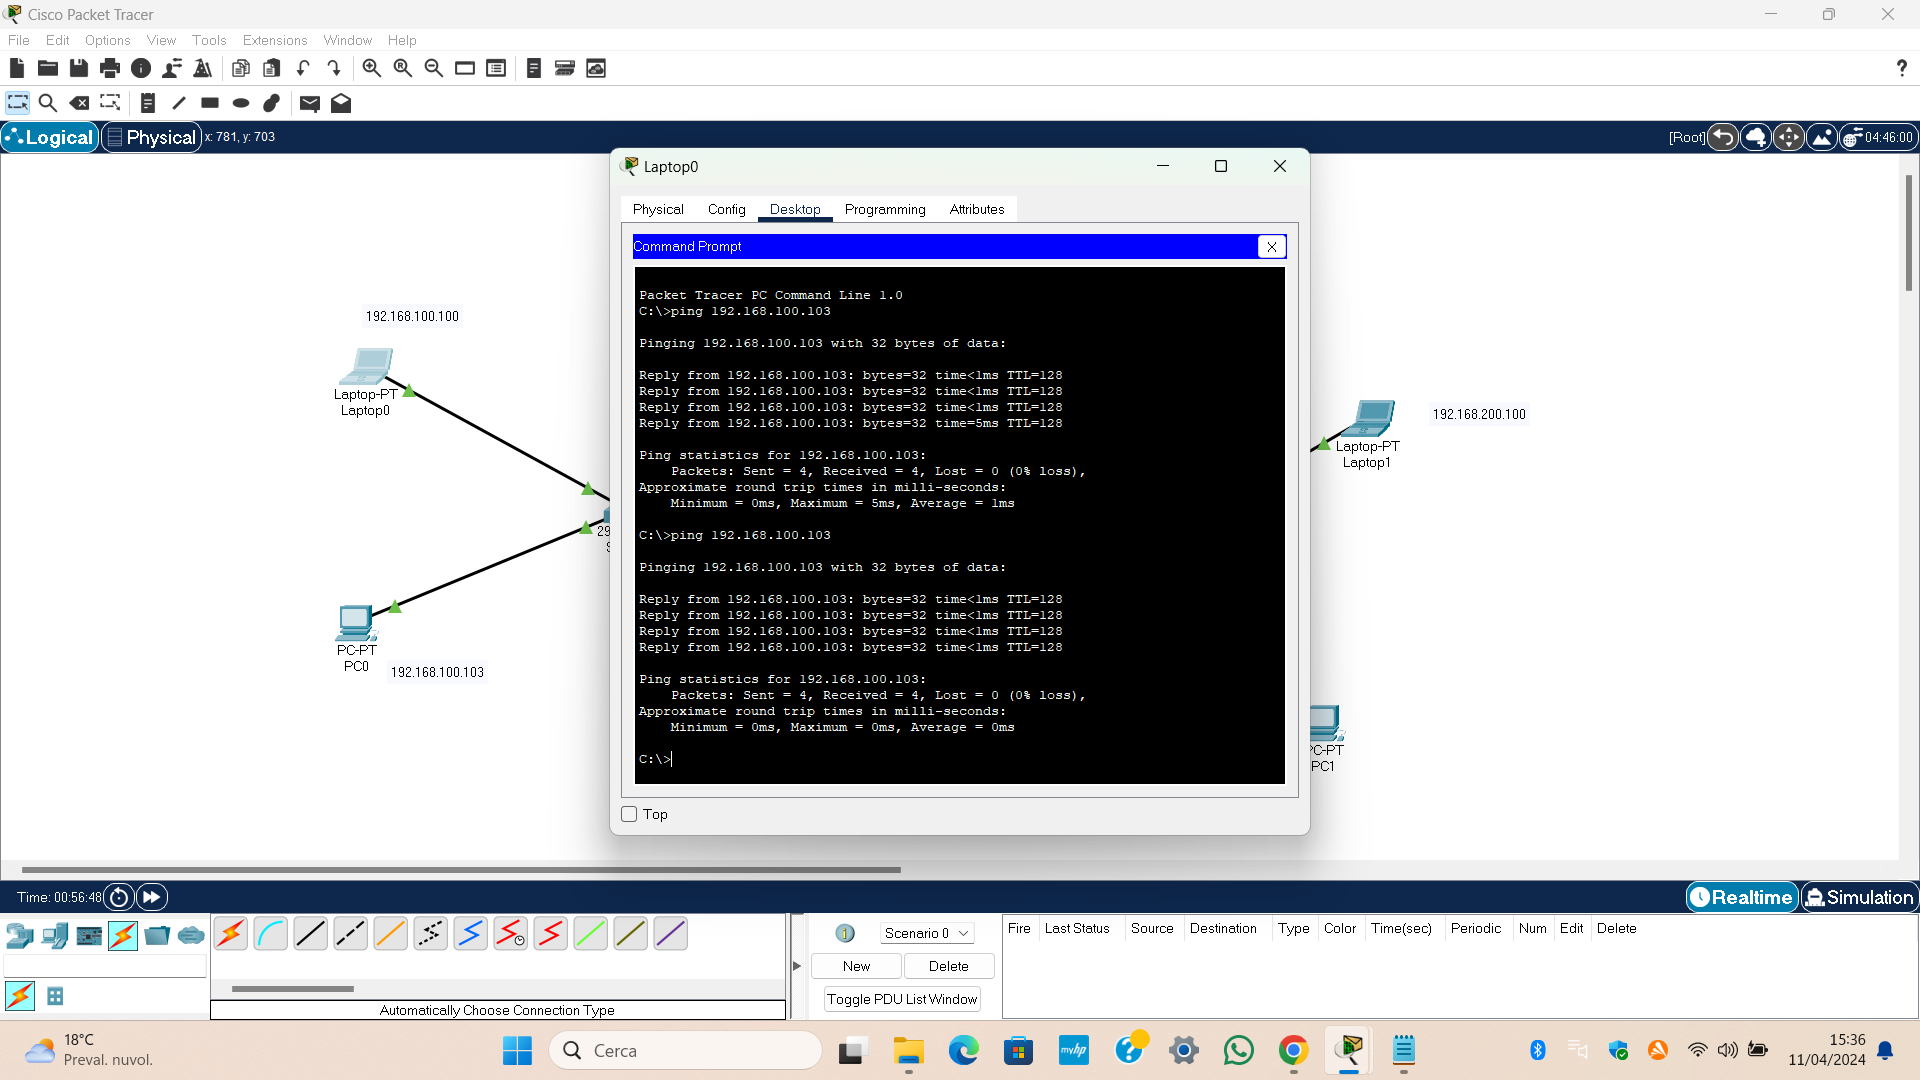 Cisco Packet Tracer
File Edit Options View Tools Extensions Window Help
Logical Physical x: 781, y: 703 [Root] 04:46:00
Laptop0
Physical Config Desktop Programming Attributes
Command Prompt X
Packet Tracer PC Command Line 1.0
C:\>ping 192.168.100.103
Pinging 192.168.100.103 with 32 bytes of data:
Reply from 192.168.100.103: bytes=32 time<1ms TTL=128
Reply from 192.168.100.103: bytes=32 time<1ms TTL=128
Reply from 192.168.100.103: bytes=32 time<1ms TTL=128
Reply from 192.168.100.103: bytes=32 time=5ms TTL=128
Ping statistics for 192.168.100.103:
Packets: Sent = 4, Received = 4, Lost = 0 (0% loss),
Approximate round trip times in milli-seconds:
Minimum = 0ms, Maximum = 5ms, Average = 1ms
C:\>ping 192.168.100.103
Pinging 192.168.100.103 with 32 bytes of data:
Reply from 192.168.100.103: bytes=32 time<1ms TTL=128
Reply from 192.168.100.103: bytes=32 time<1ms TTL=128
Reply from 192.168.100.103: bytes=32 time<1ms TTL=128
Reply from 192.168.100.103: bytes=32 time<1ms TTL=128
Ping statistics for 192.168.100.103:
Packets: Sent = 4, Received = 4, Lost = 0 (0% loss),
Approximate round trip times in milli-seconds:
Minimum = 0ms, Maximum = 0ms, Average = 0ms
C:\>
Top
192.168.100.100
Laptop-PT
Laptop0
29
PC-PT
PC0
192.168.100.103
192.168.200.100
Laptop-PT
Laptop1
PC-PT
PC1
Time: 00:56:48 Realtime Simulation
Scenario 0
New Delete
Toggle PDU List Window
Fire Last Status Source Destination Type Color Time(sec) Periodic Num Edit Delete
Automatically Choose Connection Type
18°C
Preval. nuvol.
Cerca
myhp
15:36
11/04/2024